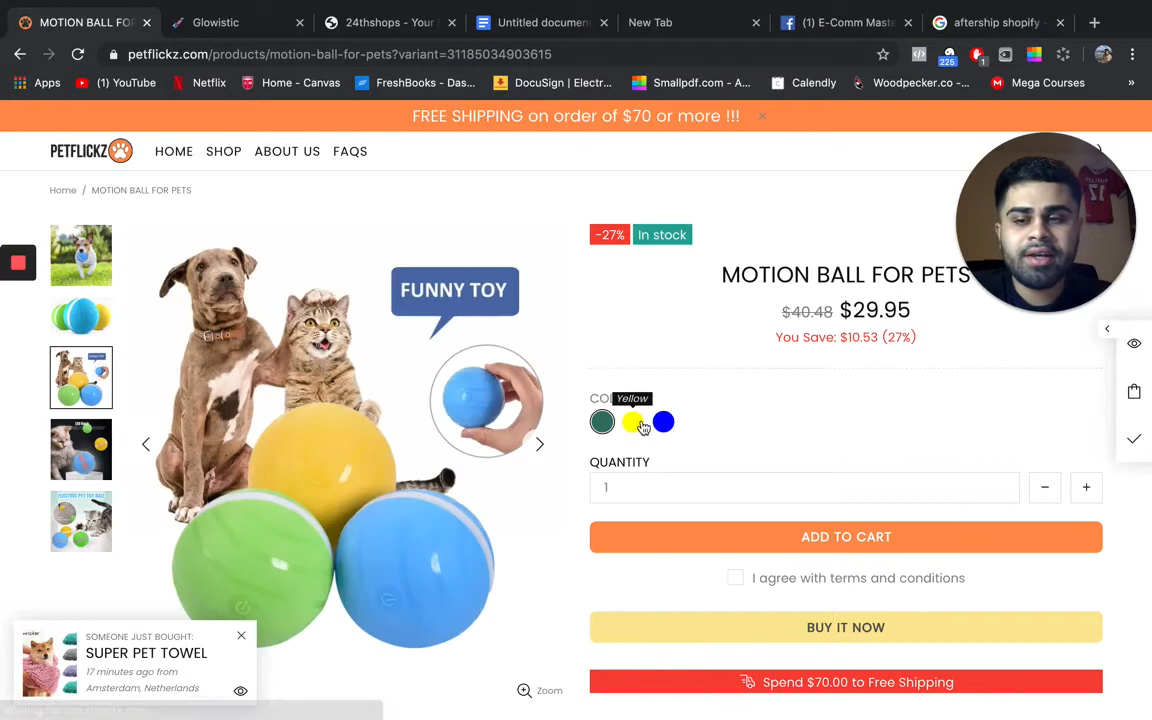 MOTION BALL FOR
Glowistic
24thshops - Your
Untitled documen
New Tab
(1) E-Comm Maste
aftership shopify -
petflickz.com/products/motion-ball-for-pets?variant=31185034903615
225
1
Apps
(1) YouTube
Netflix
Home - Canvas
FreshBooks - Das...
DocuSign | Electr...
Smallpdf.com - A...
Calendly
Woodpecker.co -...
Mega Courses
»
FREE SHIPPING on order of $70 or more !!!
PETFLICKZ
HOME
SHOP
ABOUT US
FAQS
Home / MOTION BALL FOR PETS
-27%
In stock
FUNNY TOY
MOTION BALL FOR PETS
$40.48 $29.95
You Save: $10.53 (27%)
Yellow
QUANTITY
1
ADD TO CART
I agree with terms and conditions
BUY IT NOW
Spend $70.00 to Free Shipping
SOMEONE JUST BOUGHT:
SUPER PET TOWEL
17 minutes ago from
Amsterdam, Netherlands
Zoom
17